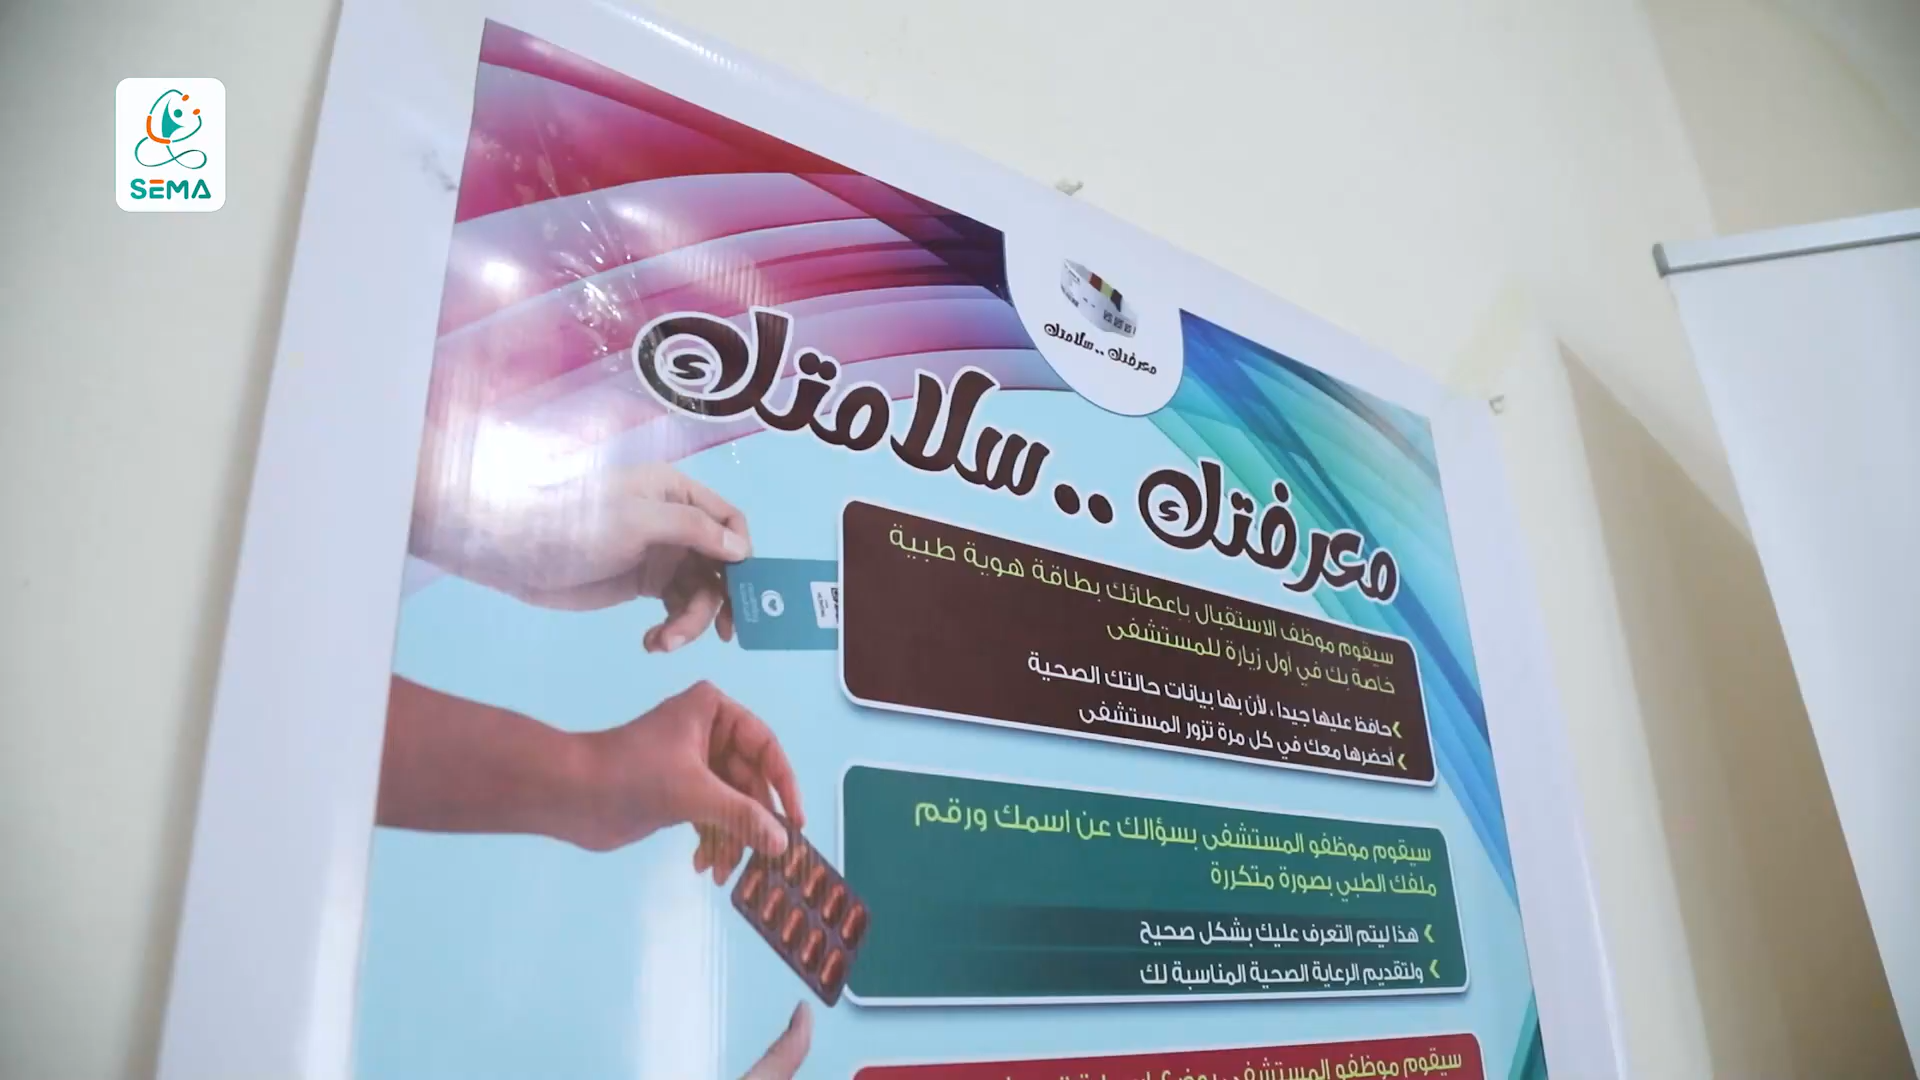 SEMA
معرفتك .. سلامتك
معرفتك .. سلامتك
سيقوم موظف الاستقبال بإعطائك بطاقة هوية طبية
خاصة بك في أول زيارة للمستشفى
حافظ عليها جيدا ، لأن بها بيانات حالتك الصحية
أحضرها معك في كل مرة تزور المستشفى
سيقوم موظفو المستشفى بسؤالك عن اسمك ورقم
ملفك الطبي بصورة متكررة
هذا ليتم التعرف عليك بشكل صحيح
ولتقديم الرعاية الصحية المناسبة لك
سيقوم موظفو المستشفى